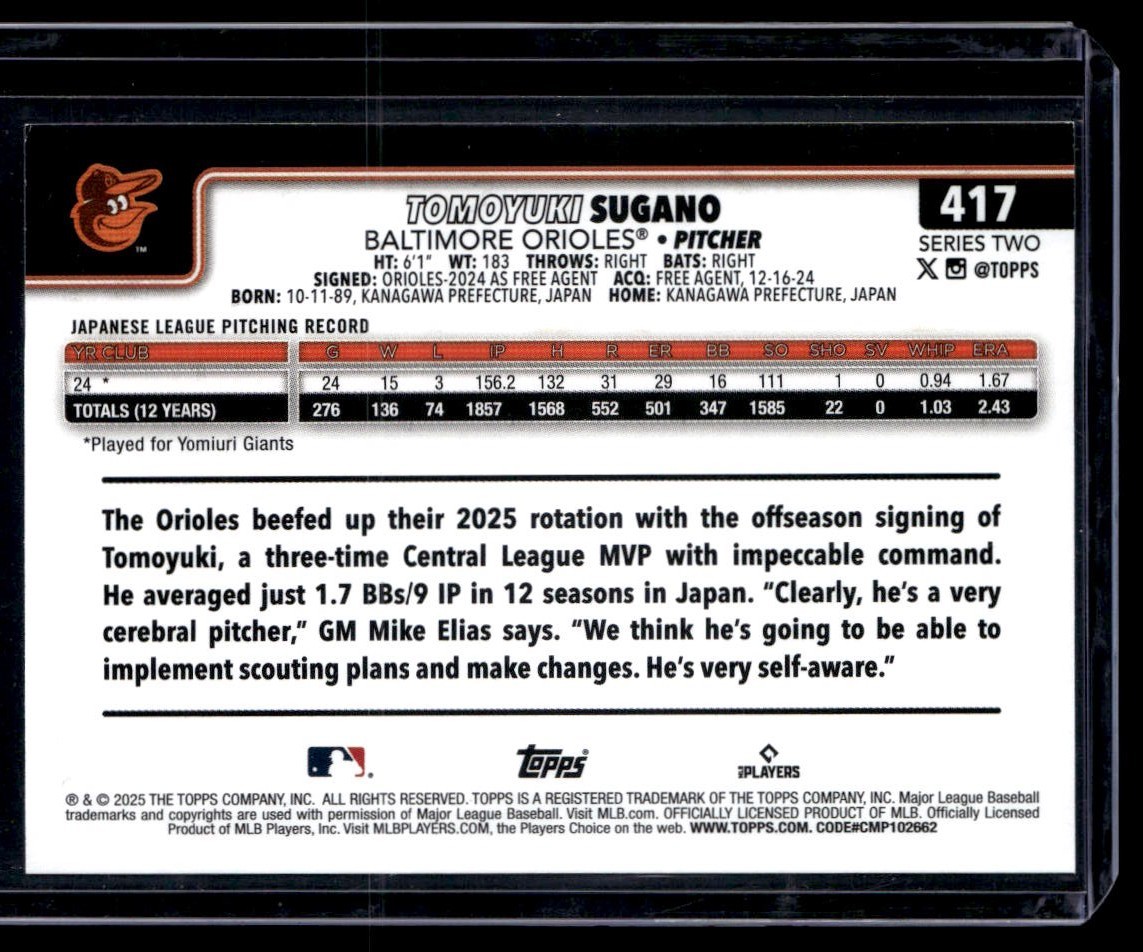 TOMOYUKI SUGANO
417
BALTIMORE ORIOLES® • PITCHER
SERIES TWO
HT: 6'1" WT: 183 THROWS: RIGHT BATS: RIGHT
@TOPPS
SIGNED: ORIOLES-2024 AS FREE AGENT ACQ: FREE AGENT, 12-16-24
BORN: 10-11-89, KANAGAWA PREFECTURE, JAPAN HOME: KANAGAWA PREFECTURE, JAPAN
TM
JAPANESE LEAGUE PITCHING RECORD
YR CLUB G W L IP H R ER BB SO SHO SV WHIP ERA
24 * 24 15 3 156.2 132 31 29 16 111 1 0 0.94 1.67
TOTALS (12 YEARS) 276 136 74 1857 1568 552 501 347 1585 22 0 1.03 2.43
*Played for Yomiuri Giants
The Orioles beefed up their 2025 rotation with the offseason signing of
Tomoyuki, a three-time Central League MVP with impeccable command.
He averaged just 1.7 BBs/9 IP in 12 seasons in Japan. "Clearly, he's a very
cerebral pitcher," GM Mike Elias says. "We think he's going to be able to
implement scouting plans and make changes. He's very self-aware."
Topps®
MLB PLAYERS
® & © 2025 THE TOPPS COMPANY, INC. ALL RIGHTS RESERVED. TOPPS IS A REGISTERED TRADEMARK OF THE TOPPS COMPANY, INC. Major League Baseball
trademarks and copyrights are used with permission of Major League Baseball. Visit MLB.com. OFFICIALLY LICENSED PRODUCT OF MLB. Officially Licensed
Product of MLB Players, Inc. Visit MLBPLAYERS.COM, the Players Choice on the web. WWW.TOPPS.COM. CODE#CMP102662